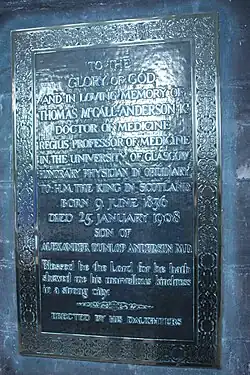 TO THE
GLORY OF GOD,
AND IN LOVING MEMORY OF
THOMAS MCCALL ANDERSON, Kᵗ
DOCTOR OF MEDICINE
REGIUS PROFESSOR OF MEDICINE
IN THE UNIVERSITY OF GLASGOW
HONORARY PHYSICIAN IN ORDINARY
TO H.M. THE KING IN SCOTLAND
BORN 9 JUNE 1836
DIED 25 JANUARY 1908
SON OF
ALEXANDER DUNLOP ANDERSON M.D.
Blessed be the Lord for he hath
shewed me his marvelous kindness
in a strong city
ERECTED BY HIS DAUGHTERS